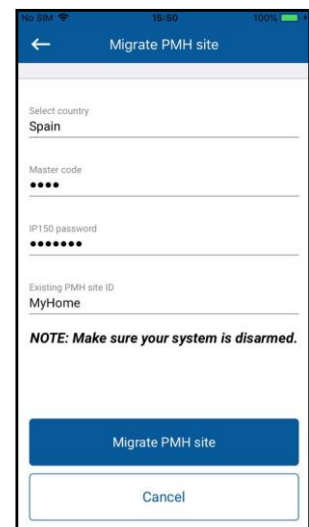 No SIM 15:50 100%
Migrate PMH site
Select country
Spain
Master code
••••
IP150 password
•••••••
Existing PMH site ID
MyHome
NOTE: Make sure your system is disarmed.
Migrate PMH site
Cancel